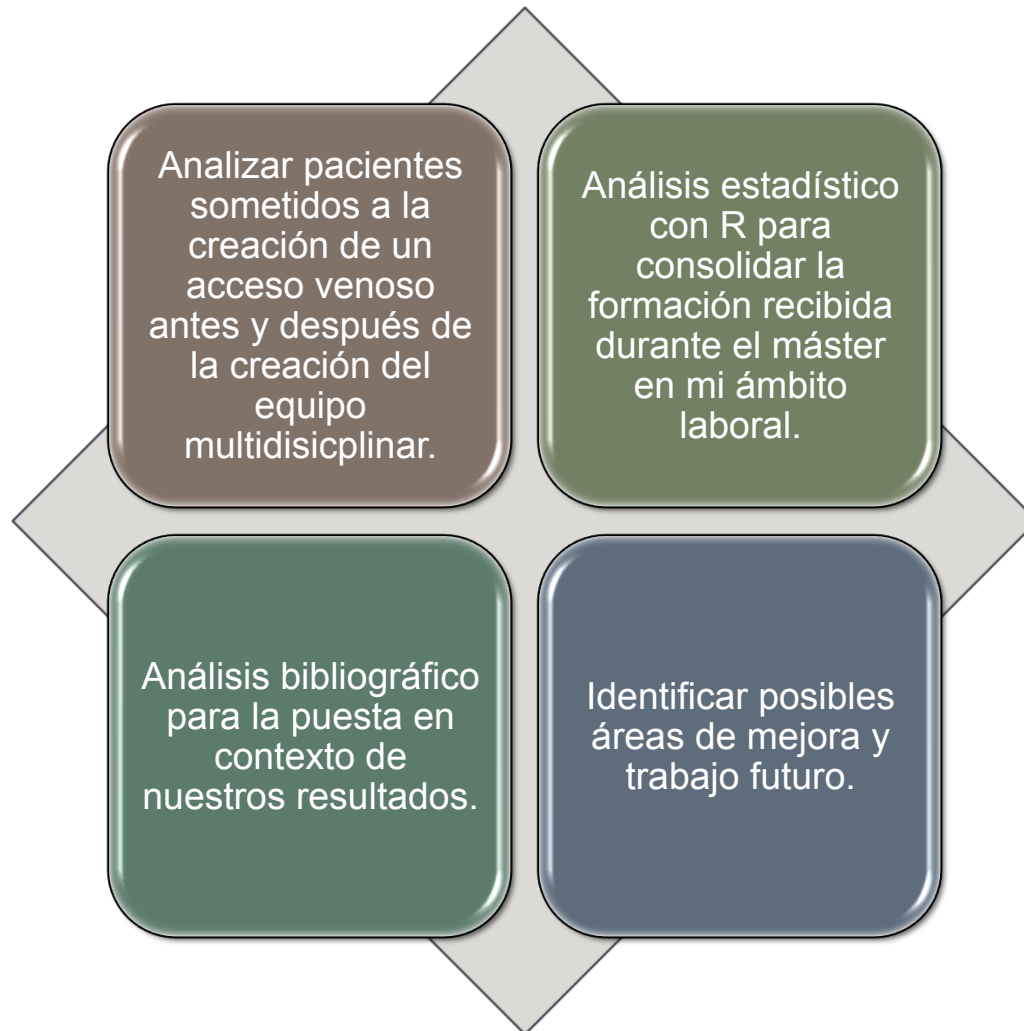 Analizar pacientes
sometidos a la
creación de un
acceso venoso
antes y después de
la creación del
equipo
multidisicplinar.
Análisis estadístico
con R para
consolidar la
formación recibida
durante el máster
en mi ámbito
laboral.
Análisis bibliográfico
para la puesta en
contexto de
nuestros resultados.
Identificar posibles
áreas de mejora y
trabajo futuro.